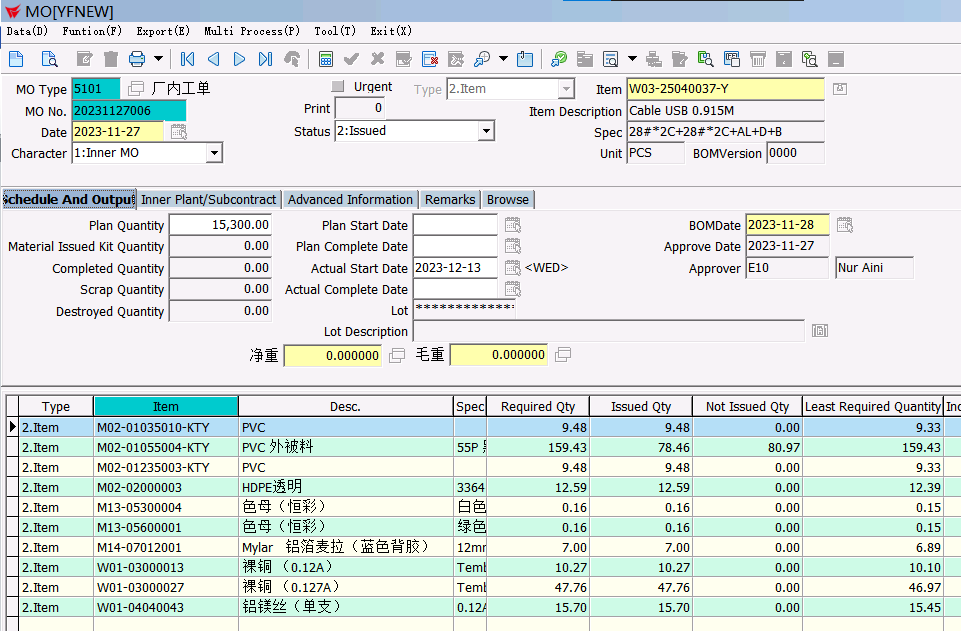 MO[YFNEW]
Data(D) Funtion(F) Export(E) Multi Process(P) Tool(T) Exit(X)
MO Type 5101 厂内工单 Urgent Type 2.Item Item W03-25040037-Y
MO No. 20231127006 Print 0 Item Description Cable USB 0.915M
Date 2023-11-27 Status 2:Issued Spec 28#*2C+28#*2C+AL+D+B
Character 1:Inner MO Unit PCS BOMVersion 0000
Schedule And Output Inner Plant/Subcontract Advanced Information Remarks Browse
Plan Quantity 15,300.00 Plan Start Date BOMDate 2023-11-28
Material Issued Kit Quantity 0.00 Plan Complete Date Approve Date 2023-11-27
Completed Quantity 0.00 Actual Start Date 2023-12-13 <WED> Approver E10 Nur Aini
Scrap Quantity 0.00 Actual Complete Date
Destroyed Quantity 0.00 Lot ************
Lot Description
净重 0.000000 毛重 0.000000
Type Item Desc. Spec Required Qty Issued Qty Not Issued Qty Least Required Quantity
2.Item M02-01035010-KTY PVC 9.48 9.48 0.00 9.33
2.Item M02-01055004-KTY PVC 外被料 55P 159.43 78.46 80.97 159.43
2.Item M02-01235003-KTY PVC 9.48 9.48 0.00 9.33
2.Item M02-02000003 HDPE透明 3364 12.59 12.59 0.00 12.39
2.Item M13-05300004 色母（恒彩） 白色 0.16 0.16 0.00 0.15
2.Item M13-05600001 色母（恒彩） 绿色 0.16 0.16 0.00 0.15
2.Item M14-07012001 Mylar 铝箔麦拉（蓝色背胶） 12mm 7.00 7.00 0.00 6.89
2.Item W01-03000013 裸铜（0.12A） Temb 10.27 10.27 0.00 10.10
2.Item W01-03000027 裸铜（0.127A） Temb 47.76 47.76 0.00 46.97
2.Item W01-04040043 铝镁丝（单支） 0.12A 15.70 15.70 0.00 15.45